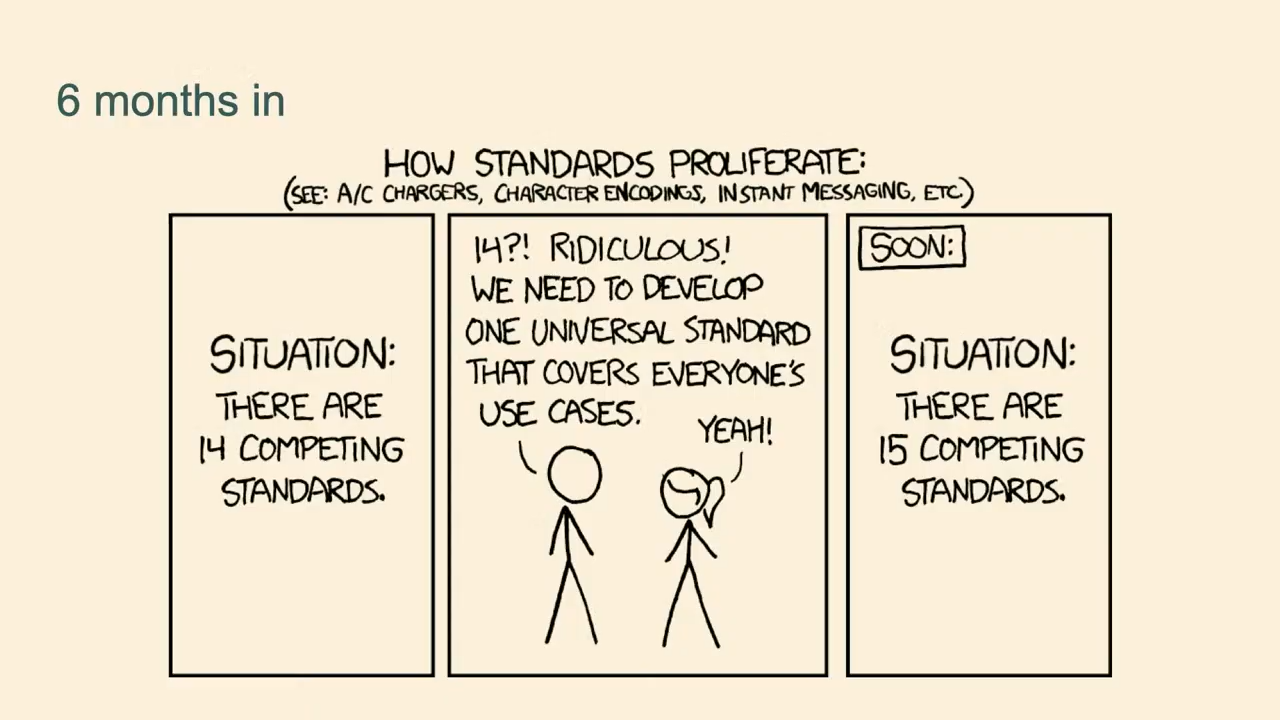 6 months in
HOW STANDARDS PROLIFERATE:
(SEE: A/C CHARGERS, CHARACTER ENCODINGS, INSTANT MESSAGING, ETC.)
SITUATION:
THERE ARE
14 COMPETING
STANDARDS.
14?! RIDICULOUS!
WE NEED TO DEVELOP
ONE UNIVERSAL STANDARD
THAT COVERS EVERYONE'S
USE CASES.
YEAH!
SOON:
SITUATION:
THERE ARE
15 COMPETING
STANDARDS.